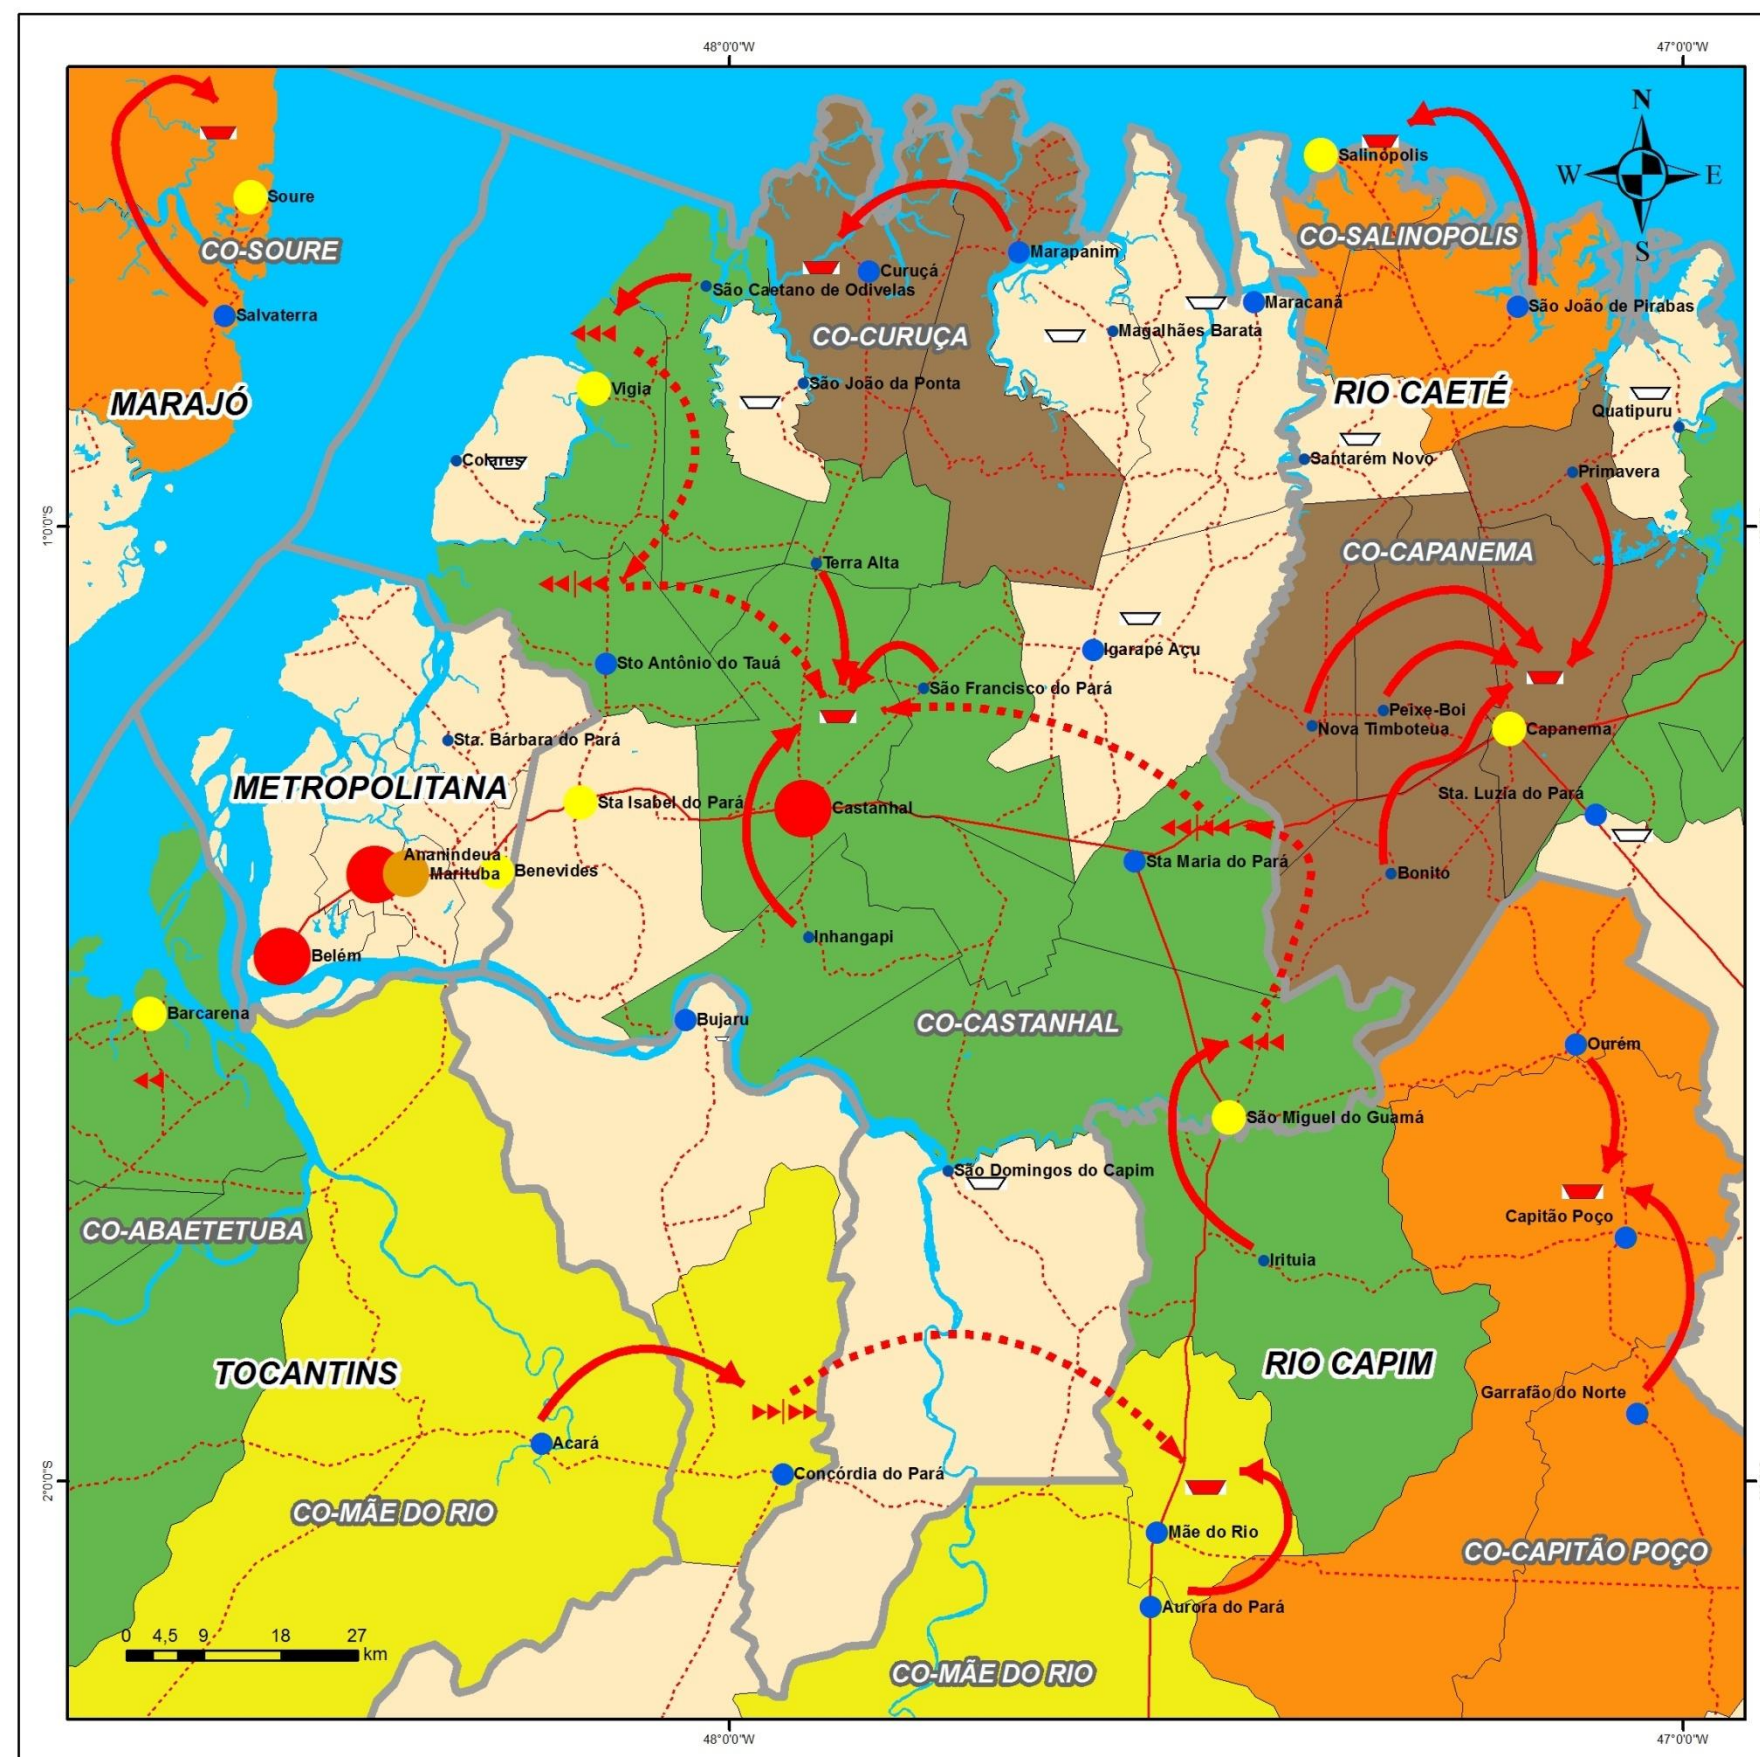 48°0'0"W
47°0'0"W
N
Salinópolis
W
E
Soure
CO-SALINOPOLIS
S
CO-SOURE
Marapanim
Curuçá
São Caetano de Odivelas
Maracanã
São João de Pirabas
Salvaterra
Magalhães Barata
CO-CURUÇA
São João da Ponta
Vigia
RIO CAETÉ
MARAJÓ
Quatipuru
Colares
Santarém Novo
Primavera
1°0'0"S
CO-CAPANEMA
Terra Alta
Igarapé Açu
Sto Antônio do Tauá
São Francisco do Pará
Peixe-Boi
Nova Timboteua
Capanema
Sta. Bárbara do Pará
METROPOLITANA
Sta Isabel do Pará
Sta. Luzia do Pará
Castanhal
Ananindeua
Sta Maria do Pará
Marituba
Benevides
Bonito
Inhangapi
Belém
Barcarena
Bujaru
CO-CASTANHAL
Ourém
São Miguel do Guamá
São Domingos do Capim
Capitão Poço
CO-ABAETETUBA
Irituia
TOCANTINS
RIO CAPIM
Garrafão do Norte
Acará
Concórdia do Pará
2°0'0"S
CO-MÃE DO RIO
Mãe do Rio
CO-CAPITÃO POÇO
Aurora do Pará
0 4,5 9 18 27
km
CO-MÃE DO RIO
48°0'0"W
47°0'0"W